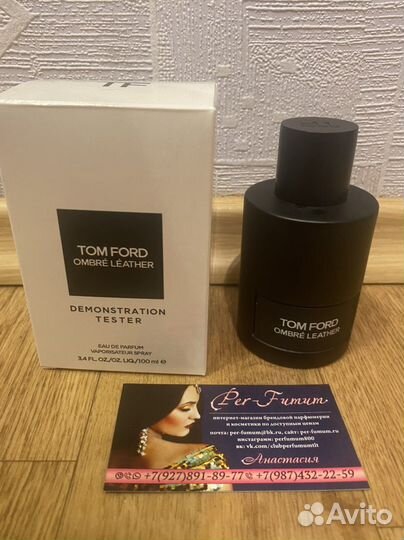 TF
TOM FORD
OMBRÉ LEATHER
DEMONSTRATION
TESTER
EAU DE PARFUM
VAPORISATEUR SPRAY
3.4 FL. OZ./OZ. LIQ./100 ml e
TOM FORD
OMBRÉ LEATHER
Per-Fumum
интернет-магазин брендовой парфюмерии
и косметики по доступным ценам
почта: per-fumum@bk.ru, сайт: per-fumum.ru
инстаграмм: perfumum800
вк: vk.com/clubperfumumtlt
Анастасия
+7(927)891-89-77
+7(987)432-22-59
Avito